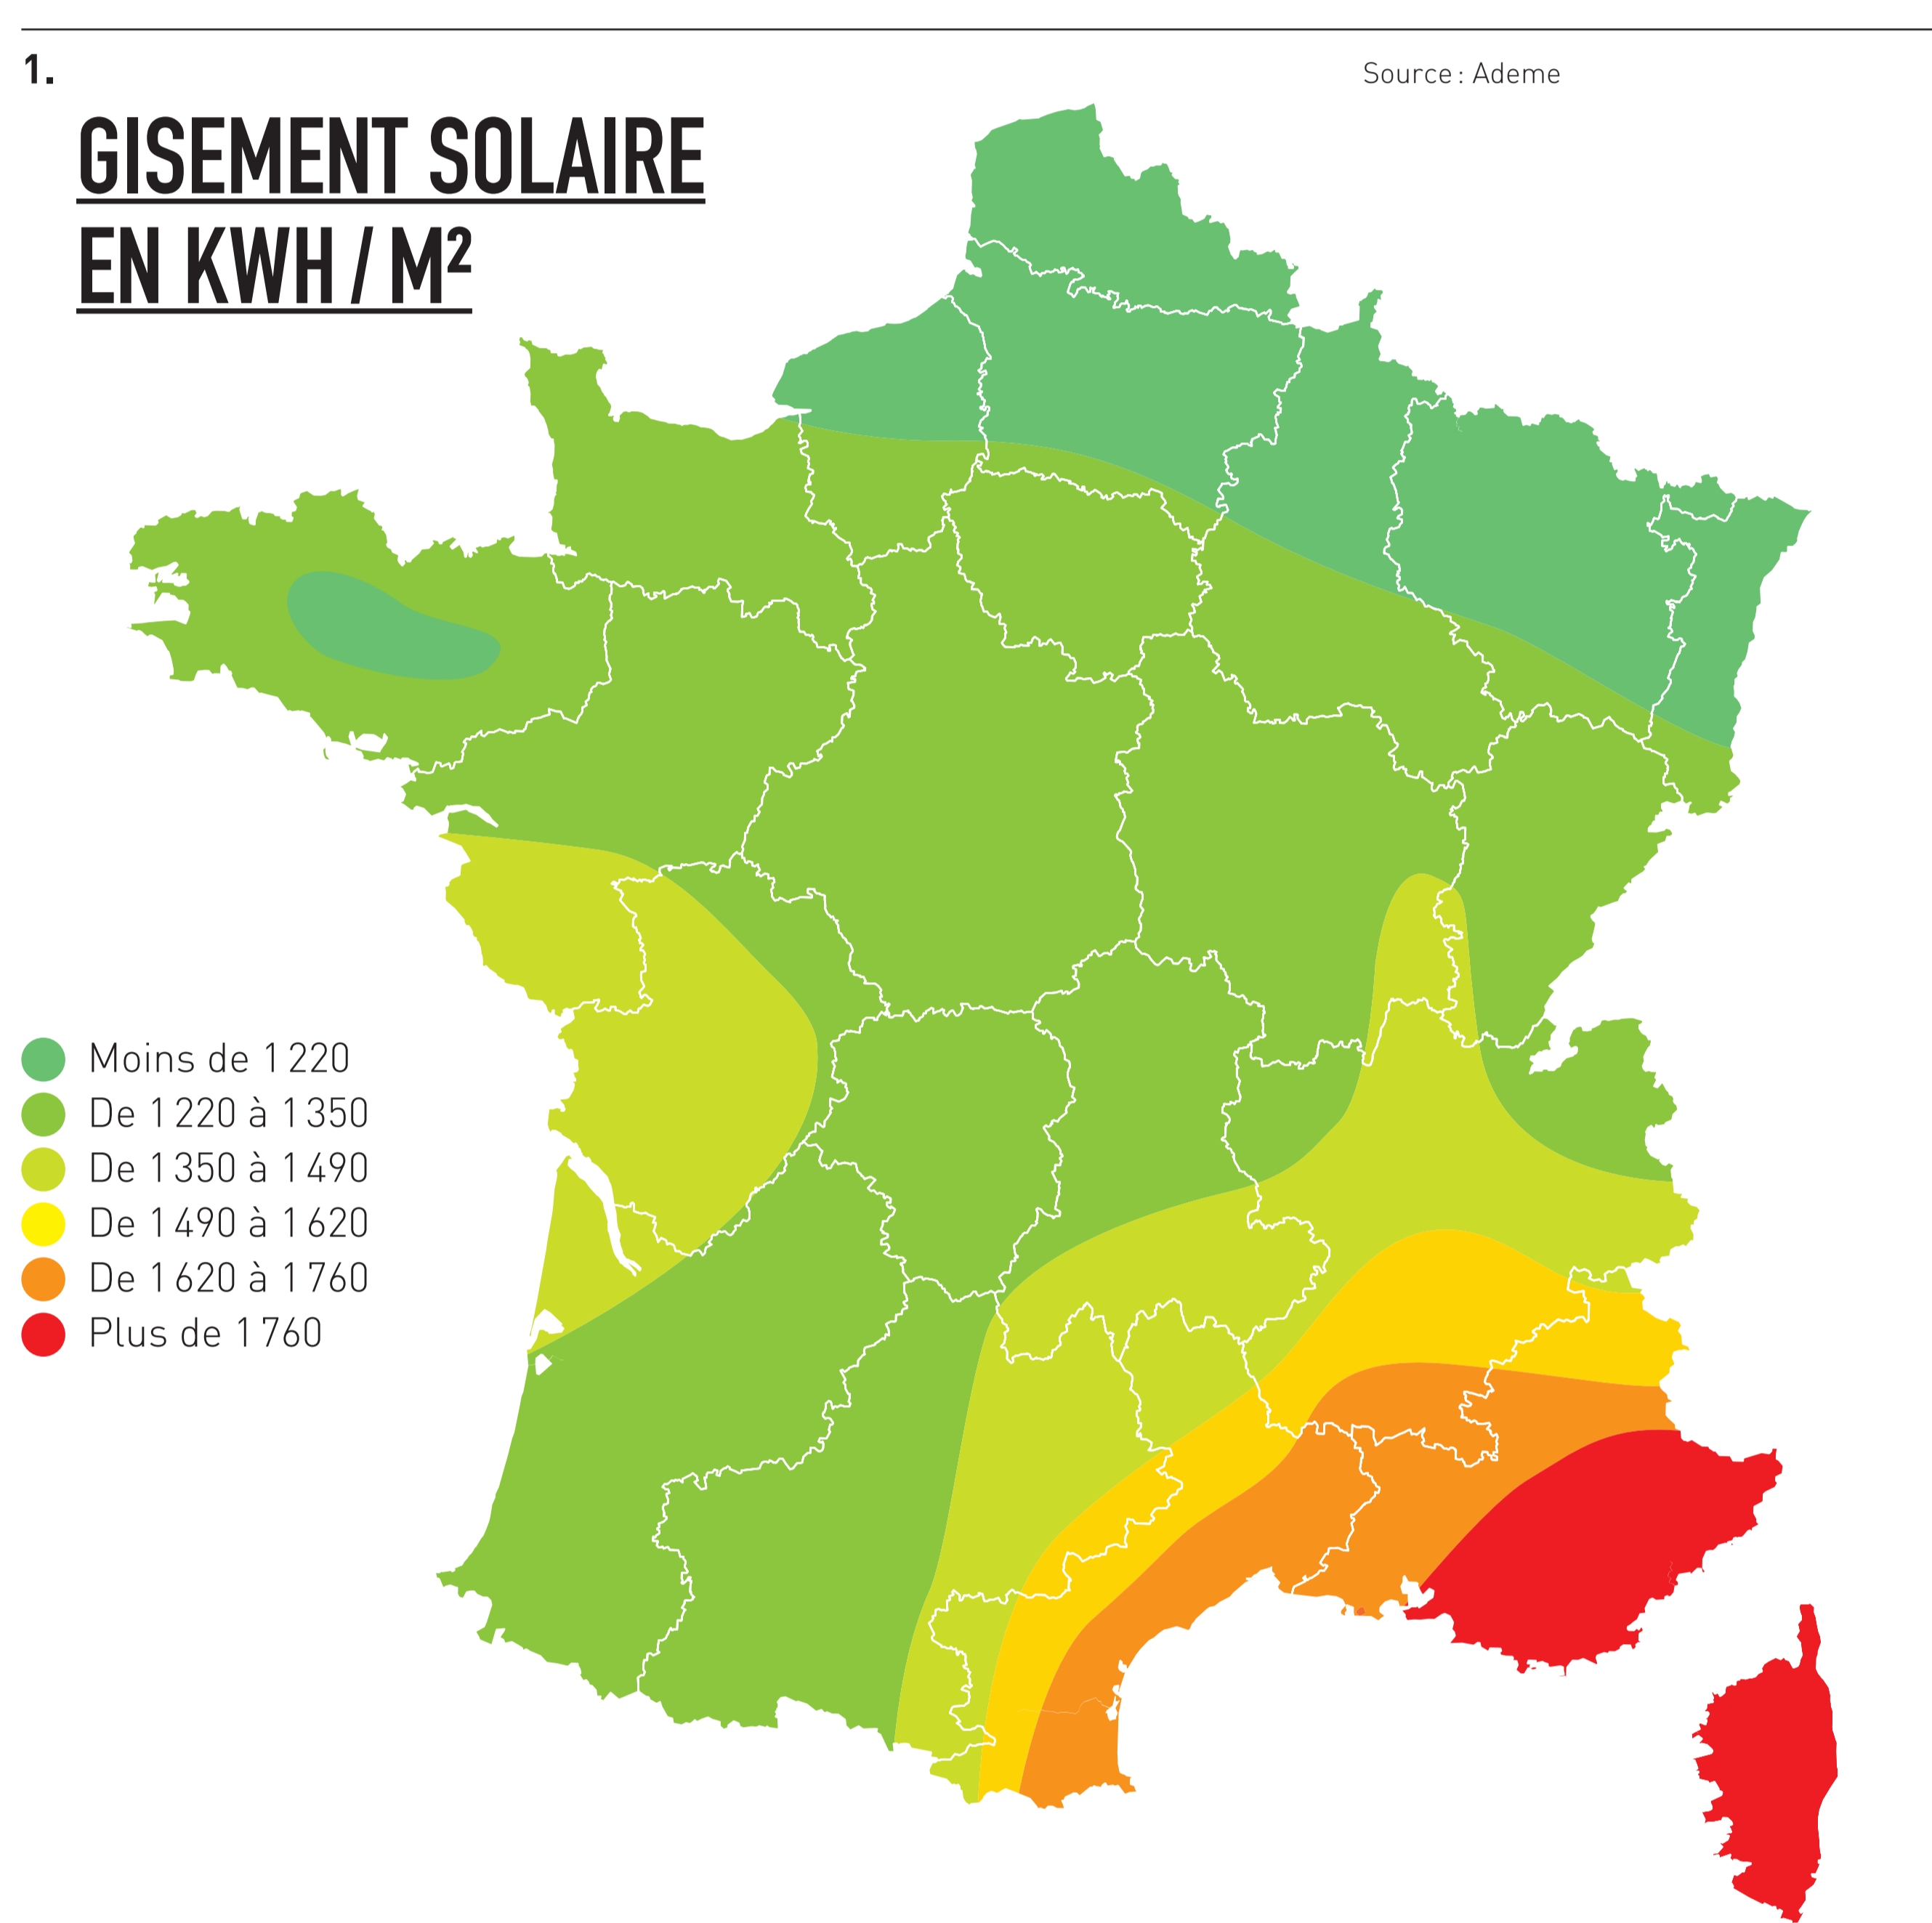 1.
Source : Ademe
GISEMENT SOLAIRE
EN KWH / M²
Moins de 1 220
De 1 220 à 1 350
De 1 350 à 1 490
De 1 490 à 1 620
De 1 620 à 1 760
Plus de 1 760